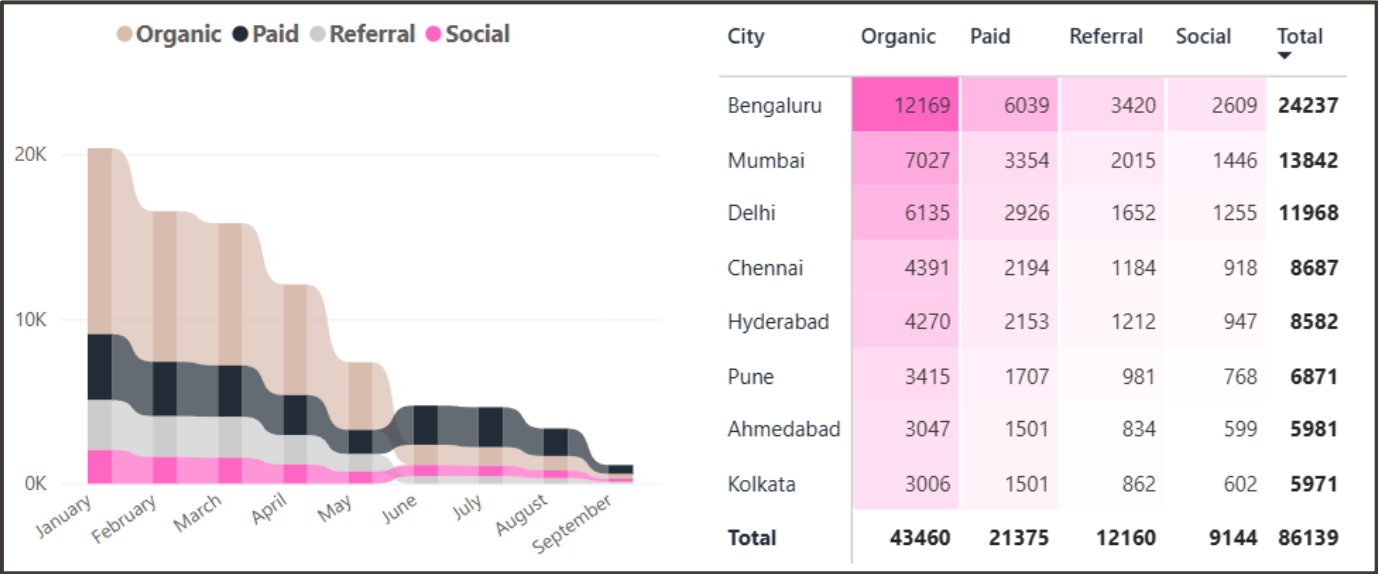 Organic Paid Referral Social
20K
10K
0K
January February March April May June July August September
City Organic Paid Referral Social Total
Bengaluru 12169 6039 3420 2609 24237
Mumbai 7027 3354 2015 1446 13842
Delhi 6135 2926 1652 1255 11968
Chennai 4391 2194 1184 918 8687
Hyderabad 4270 2153 1212 947 8582
Pune 3415 1707 981 768 6871
Ahmedabad 3047 1501 834 599 5981
Kolkata 3006 1501 862 602 5971
Total 43460 21375 12160 9144 86139